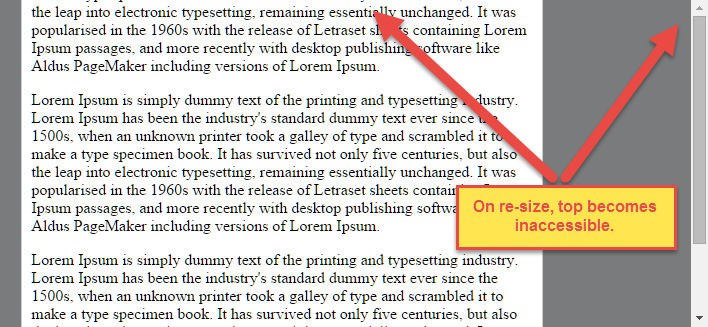 the leap into electronic typesetting, remaining essentially unchanged. It was
popularised in the 1960s with the release of Letraset sheets containing Lorem
Ipsum passages, and more recently with desktop publishing software like
Aldus PageMaker including versions of Lorem Ipsum.
Lorem Ipsum is simply dummy text of the printing and typesetting industry.
Lorem Ipsum has been the industry's standard dummy text ever since the
1500s, when an unknown printer took a galley of type and scrambled it to
make a type specimen book. It has survived not only five centuries, but also
the leap into electronic typesetting, remaining essentially unchanged. It was
popularised in the 1960s with the release of Letraset sheets
Ipsum passages, and more recently with desktop publishing
Aldus PageMaker including versions of Lorem Ipsum.
On re-size, top becomes
inaccessible.
Lorem Ipsum is simply dummy text of the printing and typesetting industry.
Lorem Ipsum has been the industry's standard dummy text ever since the
1500s, when an unknown printer took a galley of type and scrambled it to
make a type specimen book. It has survived not only five centuries, but also